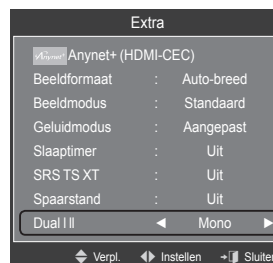 Extra
Anynet+ Anynet+ (HDMI-CEC)
Beeldformaat : Auto-breed
Beeldmodus : Standaard
Geluidmodus : Aangepast
Slaaptimer : Uit
SRS TS XT : Uit
Spaarstand : Uit
Dual I II ◄ Mono ►
Verpl. Instellen Sluiten